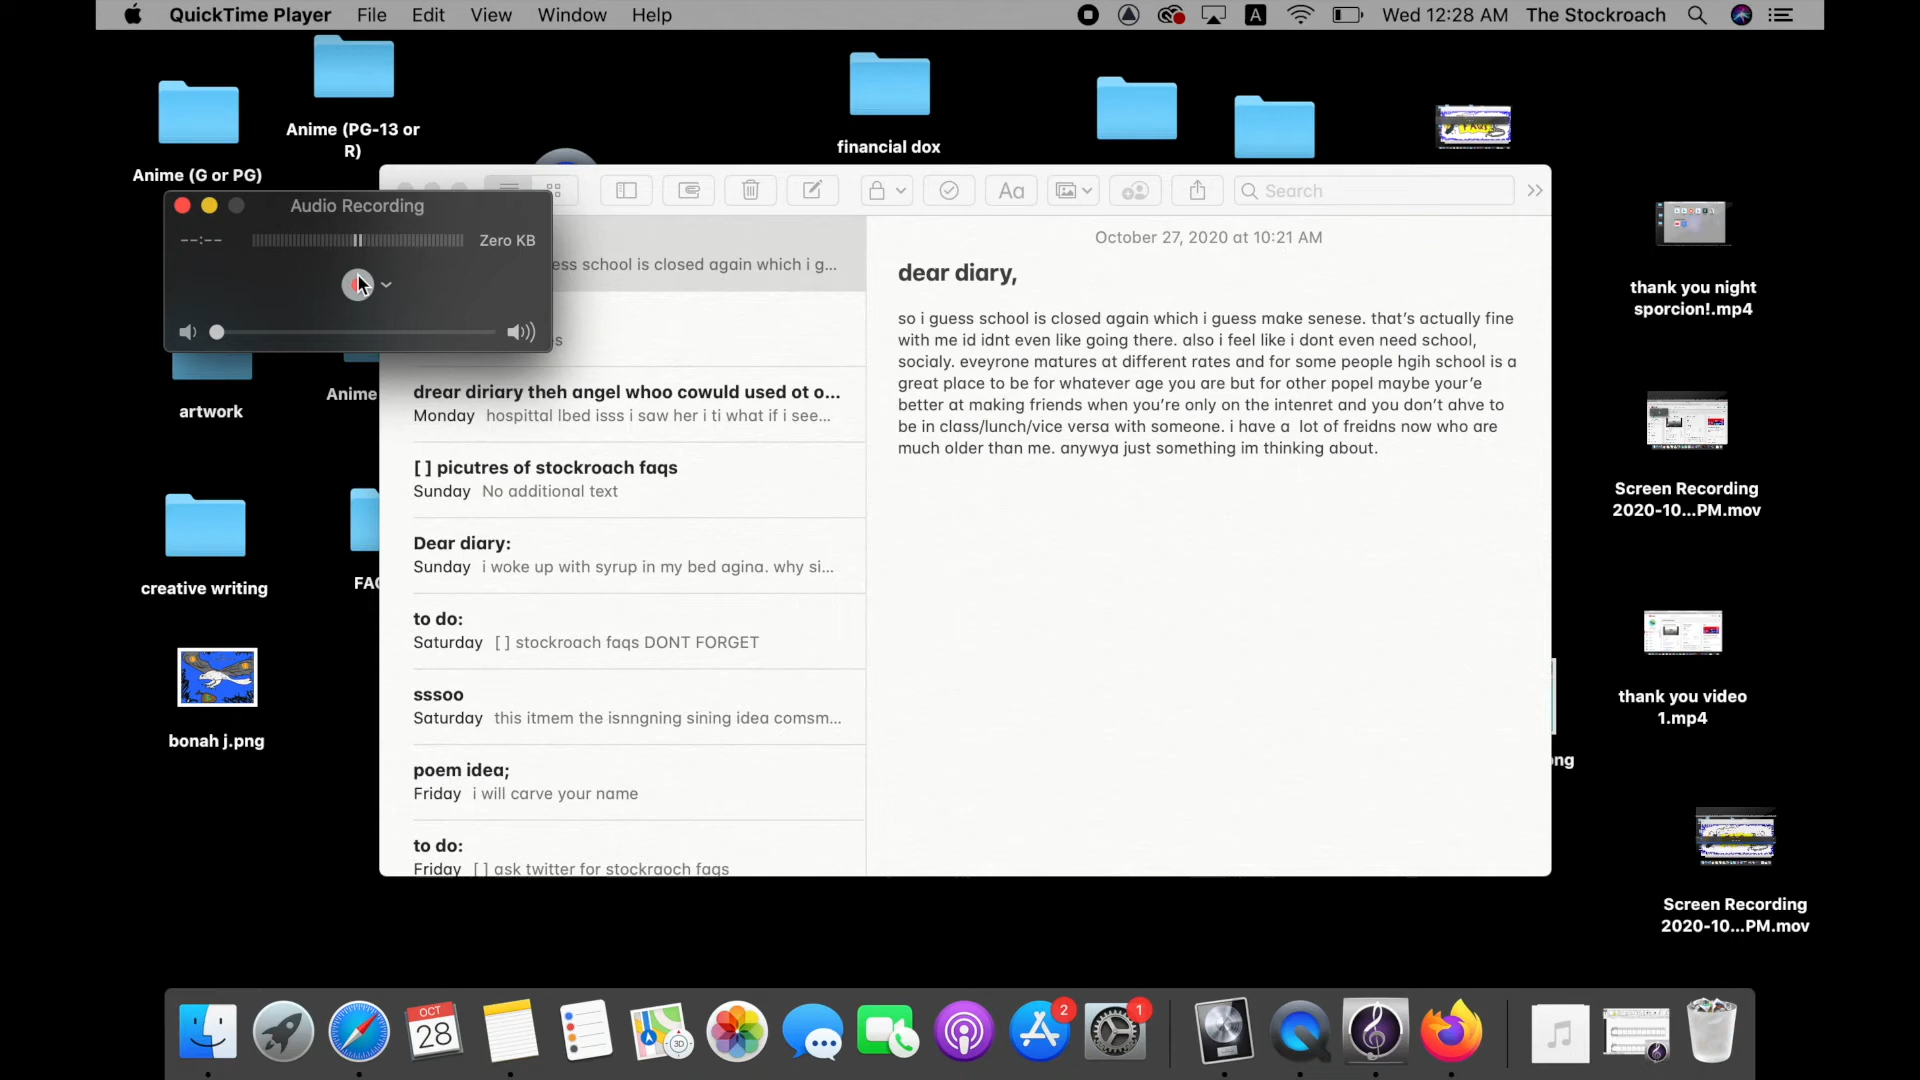 QuickTime Player File Edit View Window Help
A Wed 12:28 AM The Stockroach
Anime (PG-13 or
R)
Anime (G or PG)
financial dox
Audio Recording
--:-- Zero KB
Search
ess school is closed again which i g...
s
drear diriary theh angel whoo cowuld used ot o...
Monday hospittal lbed isss i saw her i ti what if i see...
[ ] picutres of stockroach faqs
Sunday No additional text
Dear diary:
Sunday i woke up with syrup in my bed agina. why si...
to do:
Saturday [ ] stockroach faqs DONT FORGET
sssoo
Saturday this itmem the isnngning sining idea comsm...
poem idea;
Friday i will carve your name
to do:
Friday [ ] ask twitter for stockraoch faqs
Aa
October 27, 2020 at 10:21 AM
dear diary,
so i guess school is closed again which i guess make senese. that's actually fine
with me id idnt even like going there. also i feel like i dont even need school,
socialy. eveyrone matures at different rates and for some people hgih school is a
great place to be for whatever age you are but for other popel maybe your'e
better at making friends when you're only on the intenret and you don't ahve to
be in class/lunch/vice versa with someone. i have a  lot of freidns now who are
much older than me. anywya just something im thinking about.
artwork
Anime
creative writing
FAQ
bonah j.png
thank you night
sporcion!.mp4
Screen Recording
2020-10...PM.mov
thank you video
1.mp4
ong
Screen Recording
2020-10...PM.mov
OCT
28
3D
2
1